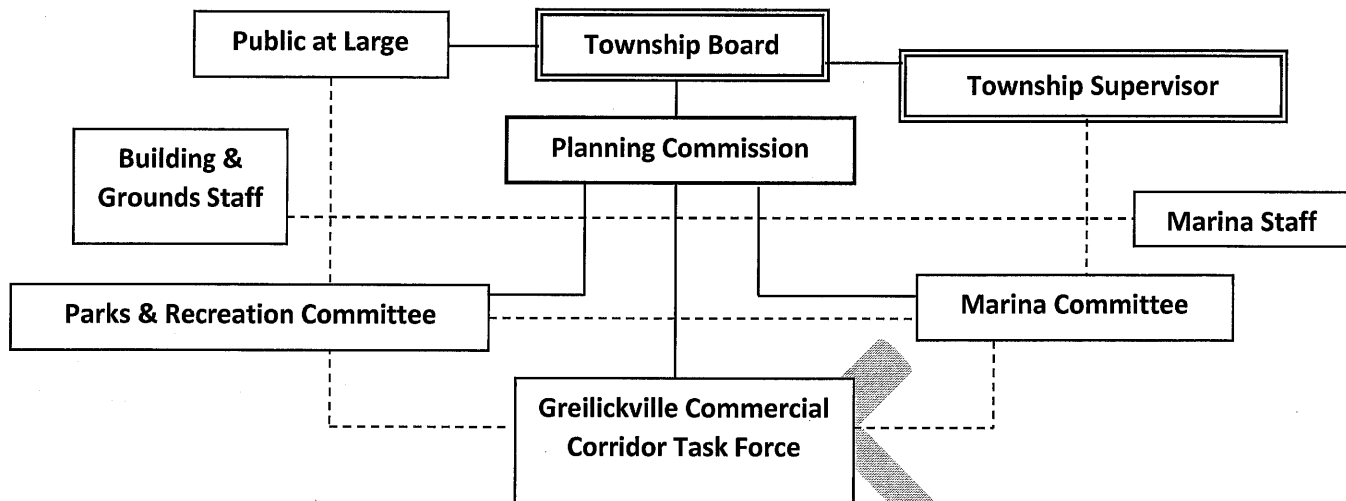 Public at Large
Township Board
Township Supervisor
Building &
Grounds Staff
Planning Commission
Marina Staff
Parks & Recreation Committee
Marina Committee
Greilickville Commercial
Corridor Task Force